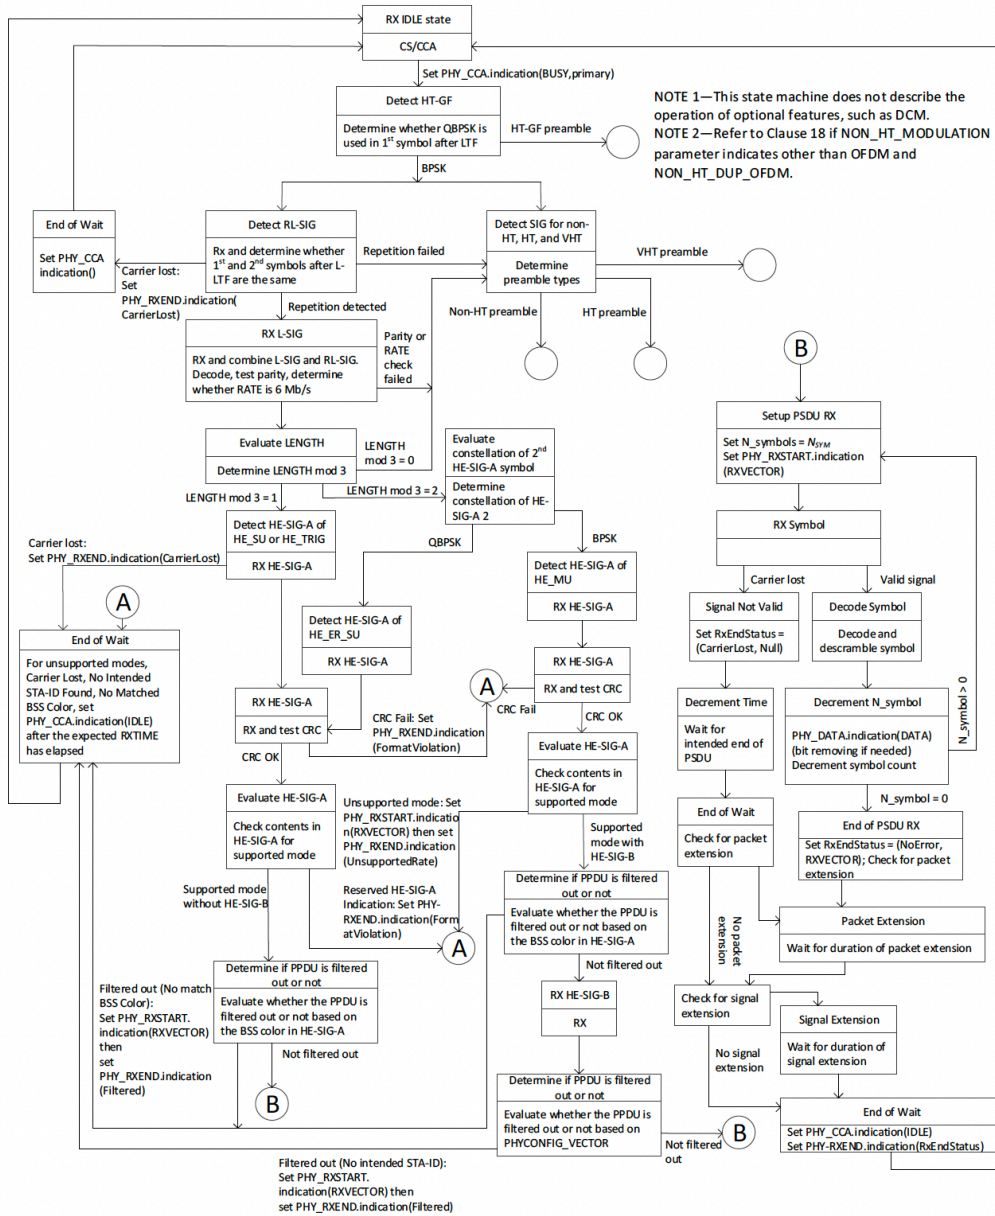 RX IDLE state
CS/CCA
Set PHY_CCA.indication(BUSY,primary)
Detect HT-GF
Determine whether QBPSK is
used in 1st symbol after LTF
HT-GF preamble
BPSK
NOTE 1—This state machine does not describe the
operation of optional features, such as DCM.
NOTE 2—Refer to Clause 18 if NON_HT_MODULATION
parameter indicates other than OFDM and
NON_HT_DUP_OFDM.
End of Wait
Set PHY_CCA
indication()
Detect RL-SIG
Rx and determine whether
1st and 2nd symbols after L-
LTF are the same
Repetition failed
Carrier lost:
Set
PHY_RXEND.indication(
CarrierLost)
Repetition detected
Detect SIG for non-
HT, HT, and VHT
Determine
preamble types
VHT preamble
Non-HT preamble
HT preamble
RX L-SIG
RX and combine L-SIG and RL-SIG.
Decode, test parity, determine
whether RATE is 6 Mb/s
Parity or
RATE
check
failed
Evaluate LENGTH
Determine LENGTH mod 3
LENGTH
mod 3 = 0
LENGTH mod 3 = 1
LENGTH mod 3 = 2
Evaluate
constellation of 2nd
HE-SIG-A symbol
Determine
constellation of HE-
SIG-A 2
QBPSK
BPSK
Detect HE-SIG-A of
HE_SU or HE_TRIG
RX HE-SIG-A
Carrier lost:
Set PHY_RXEND.indication(CarrierLost)
A
End of Wait
For unsupported modes,
Carrier Lost, No Intended
STA-ID Found, No Matched
BSS Color, set
PHY_CCA.indication(IDLE)
after the expected RXTIME
has elapsed
Detect HE-SIG-A of
HE_ER_SU
RX HE-SIG-A
Detect HE-SIG-A of
HE_MU
RX HE-SIG-A
RX HE-SIG-A
RX and test CRC
A
CRC Fail
CRC OK
RX HE-SIG-A
RX and test CRC
CRC Fail: Set
PHY_RXEND.indication
(FormatViolation)
CRC OK
Evaluate HE-SIG-A
Check contents in
HE-SIG-A for
supported mode
Evaluate HE-SIG-A
Check contents in
HE-SIG-A for
supported mode
Unsupported mode: Set
PHY_RXSTART.indicatio
n(RXVECTOR) then set
PHY_RXEND.indication
(UnsupportedRate)
Reserved HE-SIG-A
Indication: Set PHY-
RXEND.indication(For
matViolation)
A
Supported mode
without HE-SIG-B
Supported
mode with
HE-SIG-B
Determine if PPDU is filtered
out or not
Evaluate whether the PPDU is
filtered out or not based on
the BSS color in HE-SIG-A
Not filtered out
RX HE-SIG-B
RX
Determine if PPDU is filtered
out or not
Evaluate whether the PPDU is
filtered out or not based on
the BSS color in HE-SIG-A
Not filtered out
B
Filtered out (No match
BSS Color):
Set PHY_RXSTART.
indication(RXVECTOR)
then
set
PHY_RXEND.indication
(Filtered)
Determine if PPDU is filtered
out or not
Evaluate whether the PPDU is
filtered out or not based on
PHYCONFIG_VECTOR
B
Not filtered
out
Filtered out (No intended STA-ID):
Set PHY_RXSTART.
indication(RXVECTOR) then
set PHY_RXEND.indication(Filtered)
B
Setup PSDU RX
Set N_symbols = NSYM
Set PHY_RXSTART.indication
(RXVECTOR)
RX Symbol
Carrier lost
Valid signal
Signal Not Valid
Set RxEndStatus =
(CarrierLost, Null)
Decode Symbol
Decode and
descramble symbol
Decrement Time
Wait for
intended end of
PSDU
Decrement N_symbol
PHY_DATA.indication(DATA)
(bit removing if needed)
Decrement symbol count
N_symbol > 0
N_symbol = 0
End of Wait
Check for packet
extension
End of PSDU RX
Set RxEndStatus = (NoError,
RXVECTOR); Check for packet
extension
No packet
extension
Packet Extension
Wait for duration of packet extension
Check for signal
extension
Signal Extension
Wait for duration of
signal extension
No signal
extension
End of Wait
Set PHY_CCA.indication(IDLE)
Set PHY-RXEND.indication(RxEndStatus)